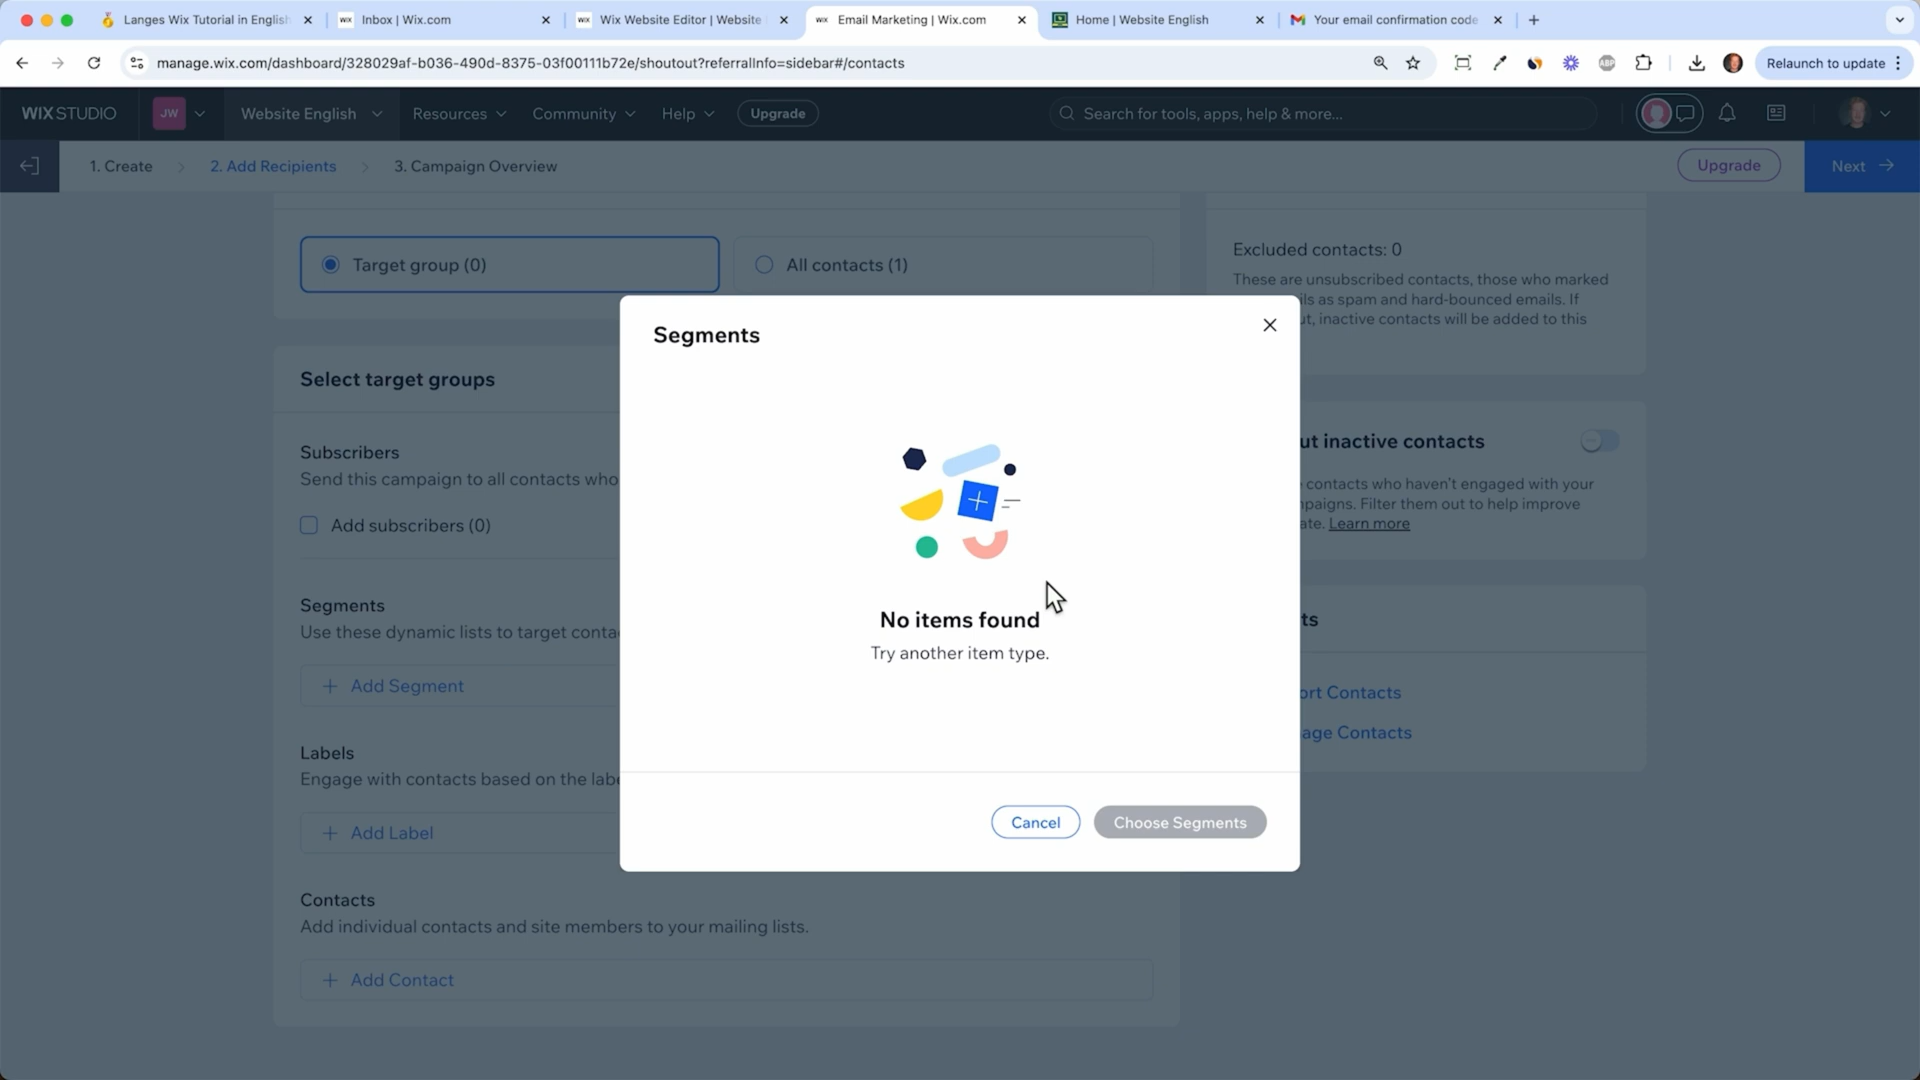 Langes Wix Tutorial in English
Inbox | Wix.com
Wix Website Editor | Website
Email Marketing | Wix.com
Home | Website English
Your email confirmation code
manage.wix.com/dashboard/328029af-b036-490d-8375-03f00111b72e/shoutout?referralInfo=sidebar#/contacts
Relaunch to update
WIX STUDIO
JW
Website English
Resources
Community
Help
Upgrade
Search for tools, apps, help & more...
1. Create
2. Add Recipients
3. Campaign Overview
Upgrade
Next
Target group (0)
All contacts (1)
Excluded contacts: 0
These are unsubscribed contacts, those who marked
ils as spam and hard-bounced emails. If
ut, inactive contacts will be added to this
Select target groups
Subscribers
Send this campaign to all contacts who
Add subscribers (0)
Segments
Use these dynamic lists to target conta
Add Segment
Labels
Engage with contacts based on the labe
Add Label
Contacts
Add individual contacts and site members to your mailing lists.
Add Contact
Segments
No items found
Try another item type.
Cancel
Choose Segments
ut inactive contacts
contacts who haven't engaged with your
mpaigns. Filter them out to help improve
ate. Learn more
ts
ort Contacts
age Contacts